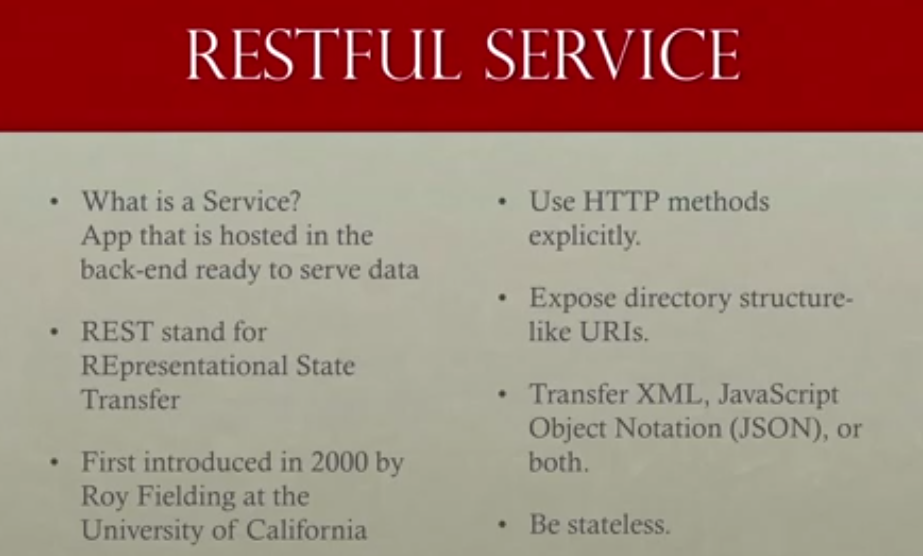 RESTFUL SERVICE
• What is a Service?
App that is hosted in the
back-end ready to serve data
• REST stand for
REpresentational State
Transfer
• First introduced in 2000 by
Roy Fielding at the
University of California
• Use HTTP methods
explicitly.
• Expose directory structure-
like URIs.
• Transfer XML, JavaScript
Object Notation (JSON), or
both.
• Be stateless.